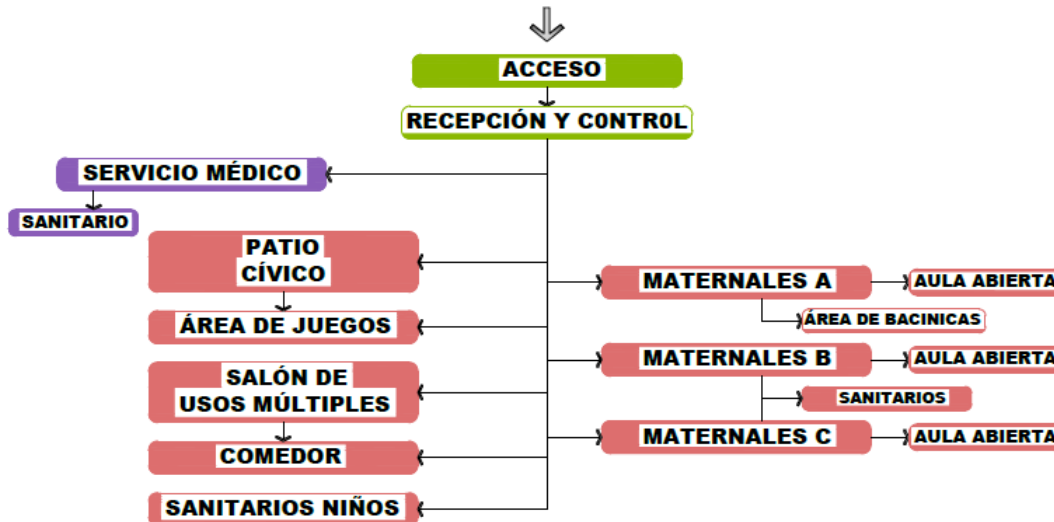 ACCESO
RECEPCIÓN Y C0NTR0L
SERVICIO MÉDICO
SANITARIO
PATIO
CÍVICO
ÁREA DE JUEGOS
SALÓN DE
USOS MÚLTIPLES
COMEDOR
SANITARIOS NIÑOS
MATERNALES A
AULA ABIERTA
ÁREA DE BACINICAS
MATERNALES B
AULA ABIERTA
SANITARIOS
MATERNALES C
AULA ABIERTA